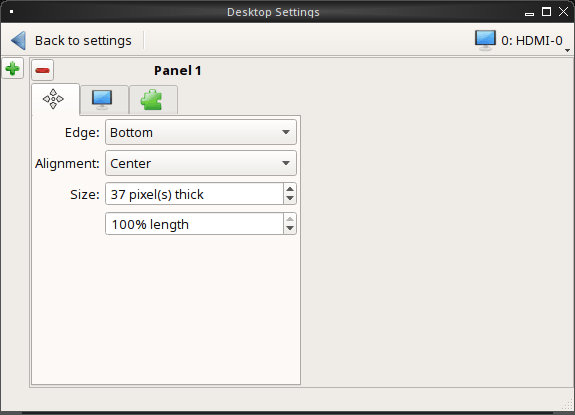 Desktop Settings
Back to settings
0: HDMI-0
Panel 1
Edge: Bottom
Alignment: Center
Size: 37 pixel(s) thick
100% length